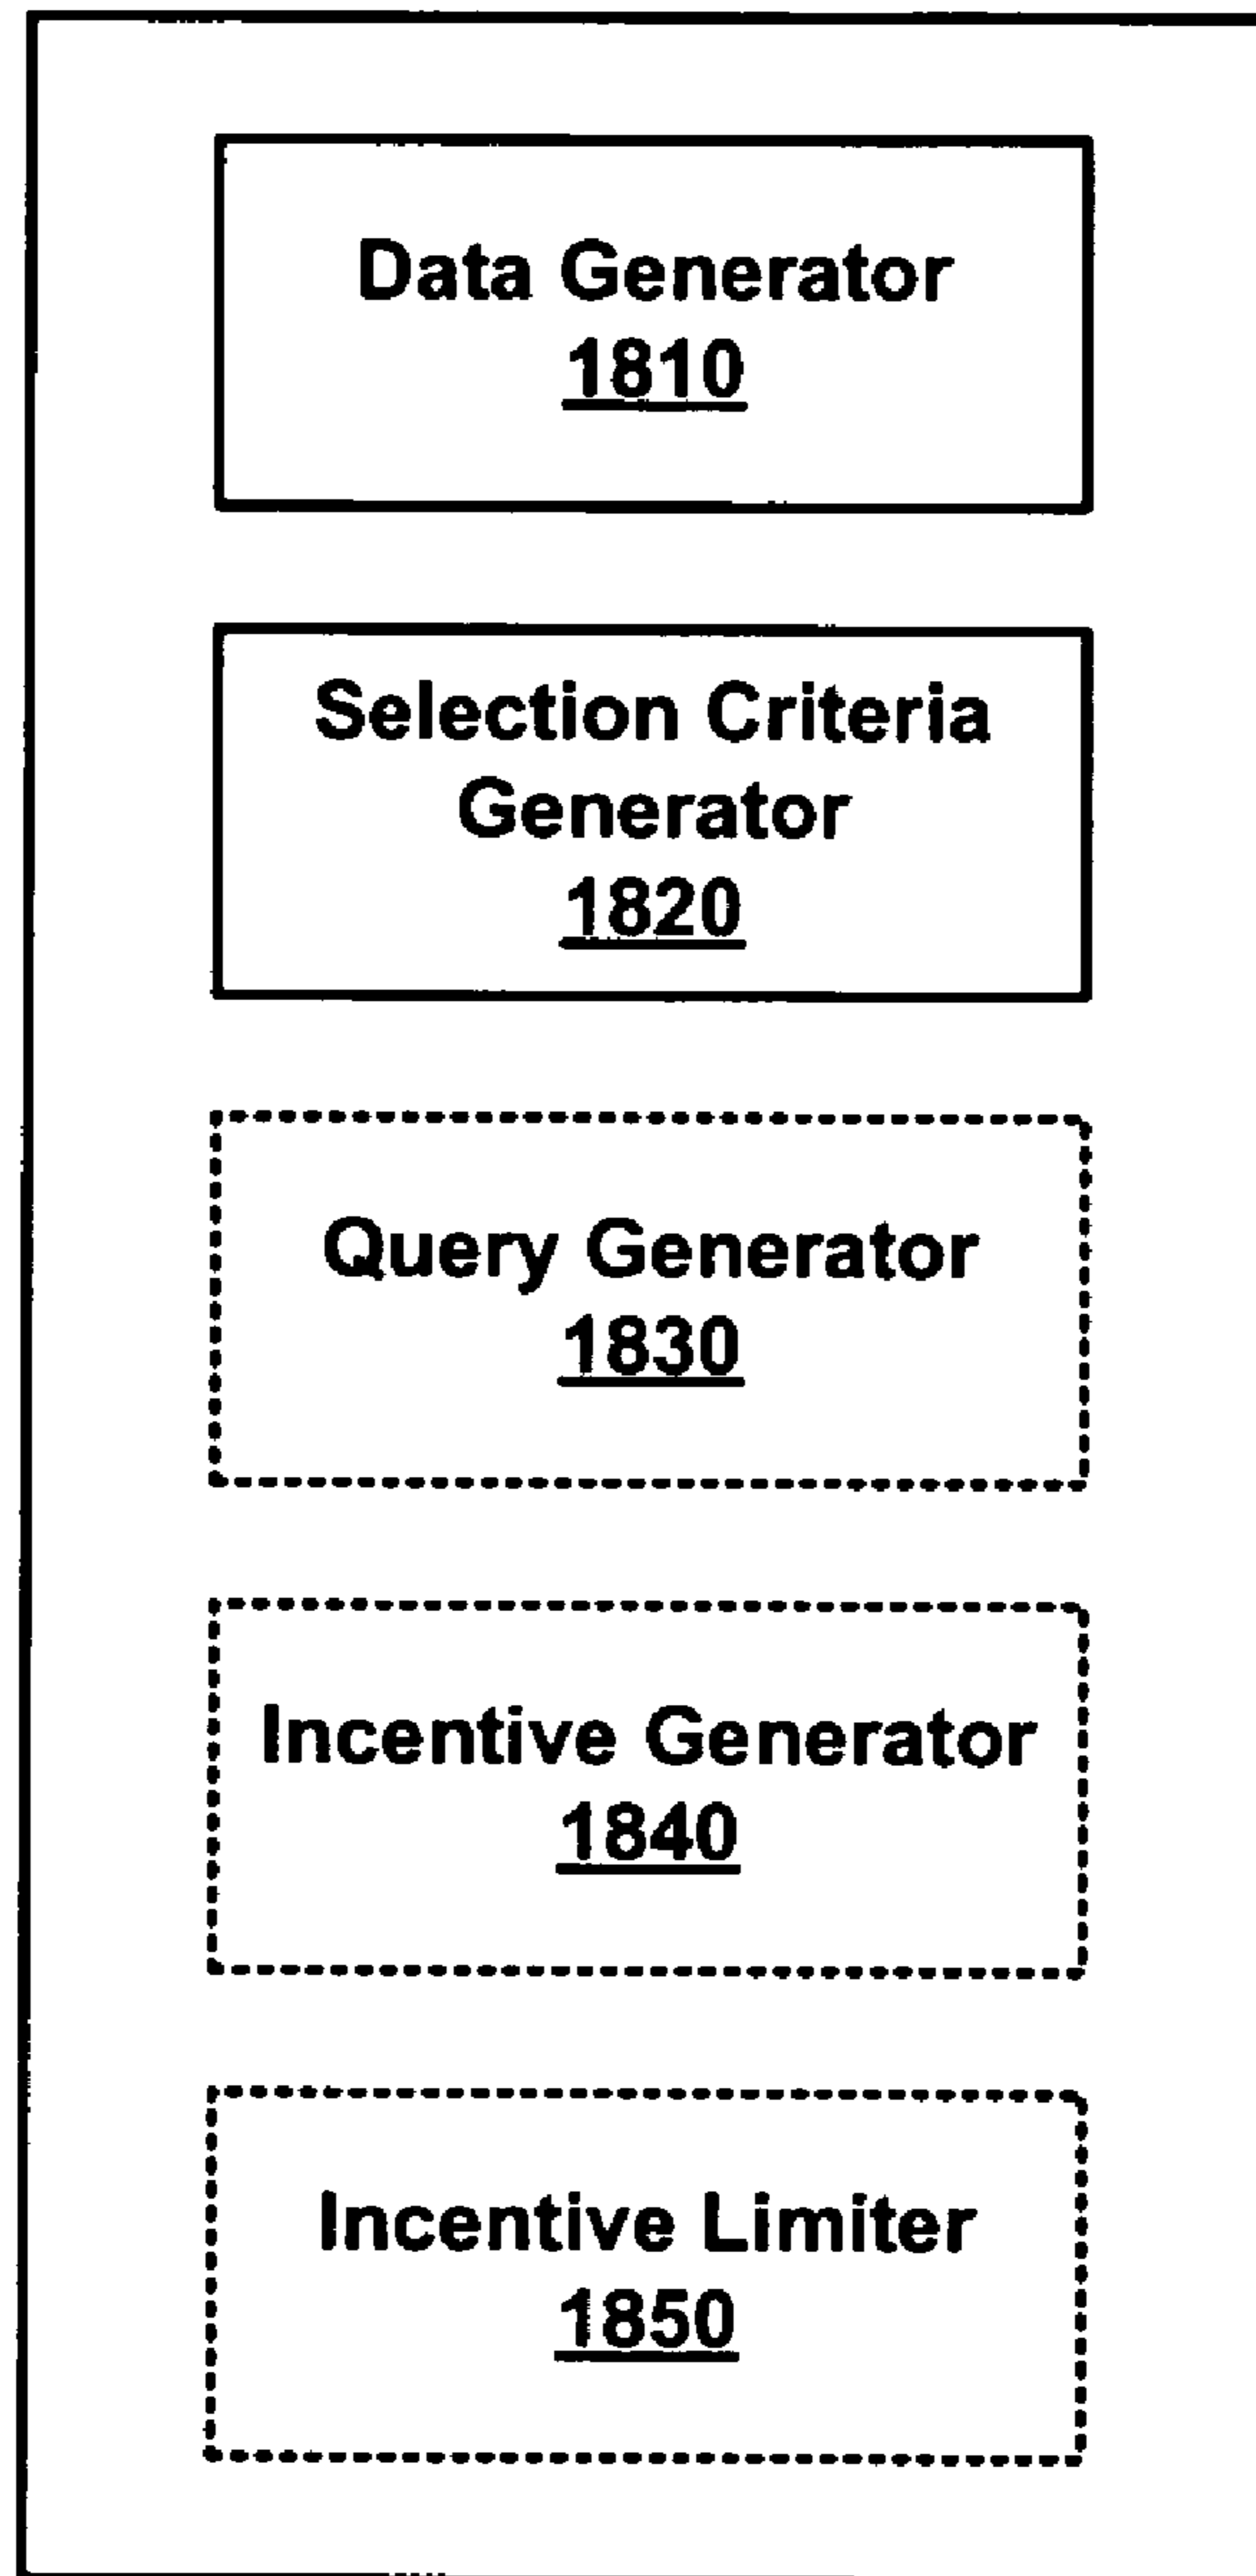 Data Generator
1810
Selection Criteria
Generator
1820
Query Generator
1830
Incentive Generator
1840
Incentive Limiter
1850